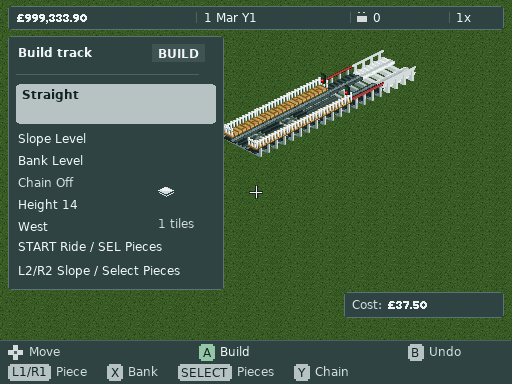 £999,333.90 1 Mar Y1 0 1x
Build track BUILD
Straight
Slope Level
Bank Level
Chain Off
Height 14
West 1 tiles
START Ride / SEL Pieces
L2/R2 Slope / Select Pieces
Cost: £37.50
Move A Build B Undo
L1/R1 Piece X Bank SELECT Pieces Y Chain